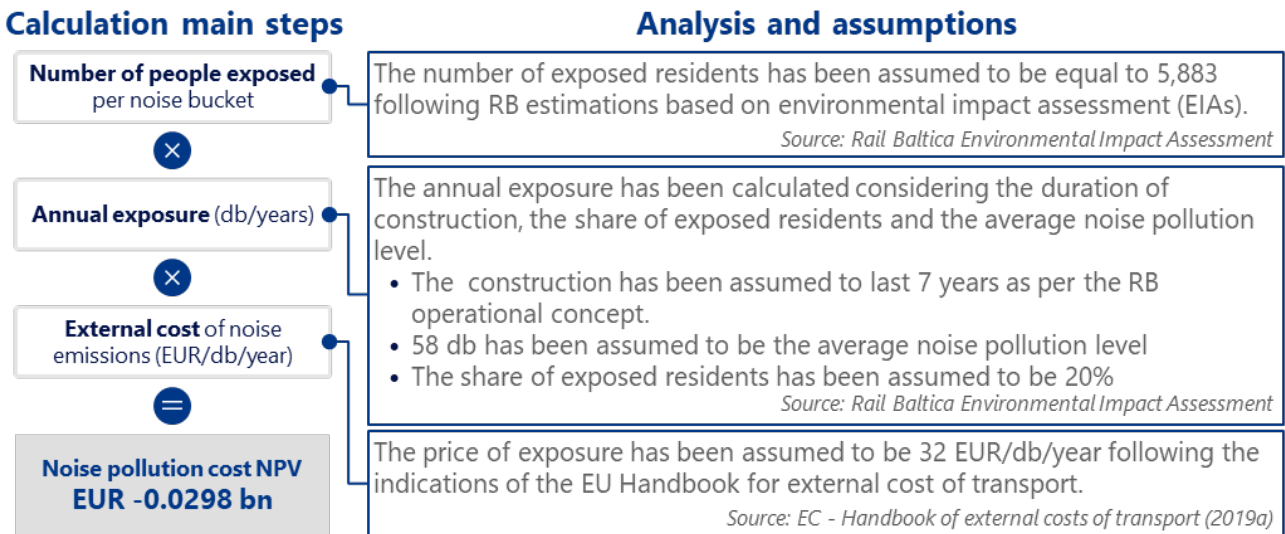 Calculation main steps
Analysis and assumptions
Number of people exposed
per noise bucket
×
Annual exposure (db/years)
×
External cost of noise
emissions (EUR/db/year)
=
Noise pollution cost NPV
EUR -0.0298 bn
The number of exposed residents has been assumed to be equal to 5,883
following RB estimations based on environmental impact assessment (EIAs).
Source: Rail Baltica Environmental Impact Assessment
The annual exposure has been calculated considering the duration of
construction, the share of exposed residents and the average noise pollution
level.
• The construction has been assumed to last 7 years as per the RB
operational concept.
• 58 db has been assumed to be the average noise pollution level
• The share of exposed residents has been assumed to be 20%
Source: Rail Baltica Environmental Impact Assessment
The price of exposure has been assumed to be 32 EUR/db/year following the
indications of the EU Handbook for external cost of transport.
Source: EC - Handbook of external costs of transport (2019a)